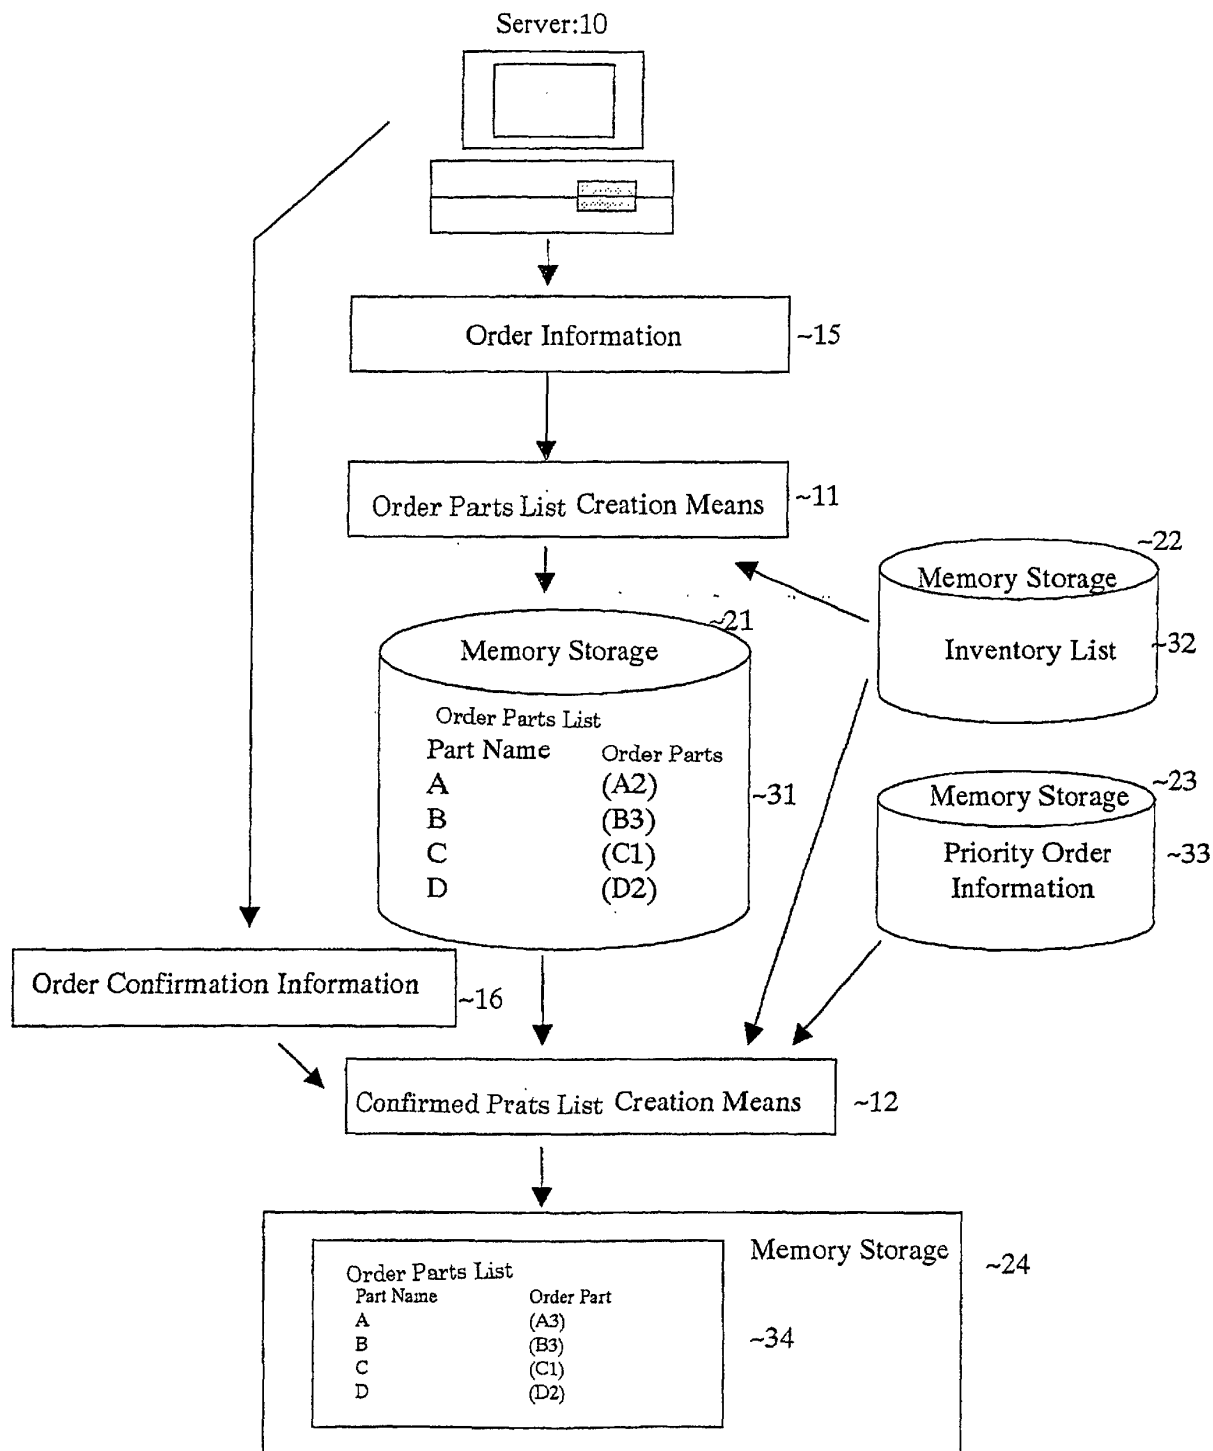 Server:10
Order Information
~15
Order Parts List Creation Means
~11
~22
Memory Storage
Inventory List
~32
~21
Memory Storage
Order Parts List
Part Name Order Parts
A (A2)
B (B3)
C (C1)
D (D2)
~31
~23
Memory Storage
Priority Order
Information
~33
Order Confirmation Information
~16
Confirmed Prats List Creation Means
~12
Memory Storage
~24
Order Parts List
Part Name Order Part
A (A3)
B (B3)
C (C1)
D (D2)
~34